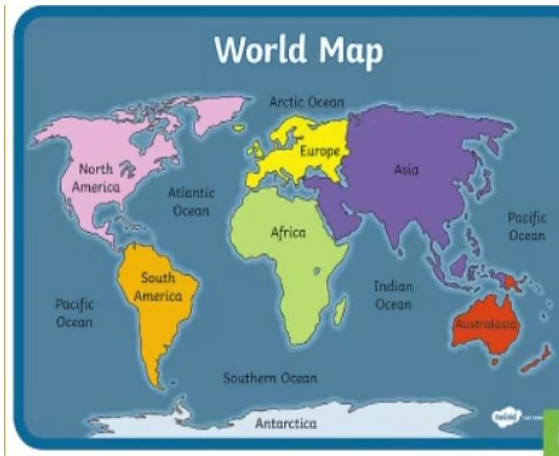 World Map
Arctic Ocean
Europe
Asia
North
America
Atlantic
Ocean
Pacific
Ocean
Africa
South
America
Indian
Ocean
Pacific
Ocean
Australasia
Southern Ocean
Antarctica
twinkl